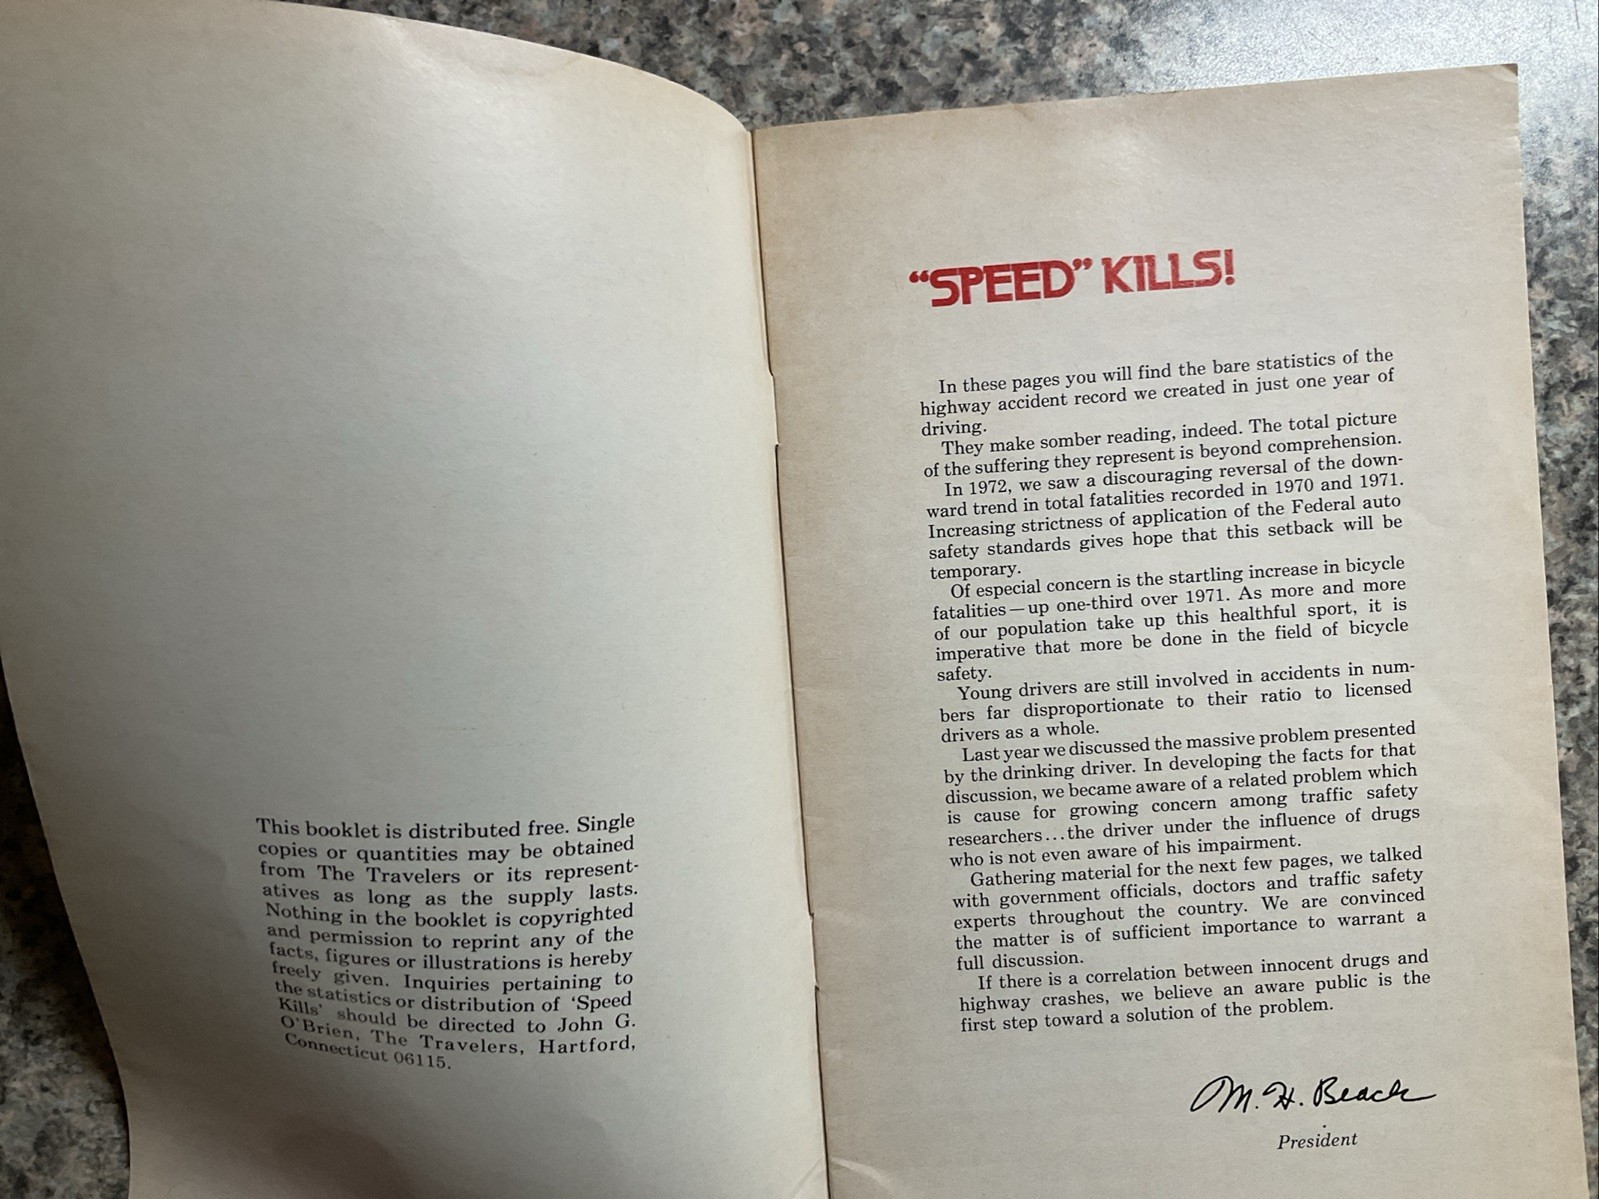 This booklet is distributed free. Single
copies or quantities may be obtained
from The Travelers or its represent-
atives as long as the supply lasts.
Nothing in the booklet is copyrighted
and permission to reprint any of the
facts, figures or illustrations is hereby
freely given. Inquiries pertaining to
the statistics or distribution of 'Speed
Kills' should be directed to John G.
O'Brien, The Travelers, Hartford,
Connecticut 06115.
“SPEED” KILLS!
In these pages you will find the bare statistics of the
highway accident record we created in just one year of
driving.
They make somber reading, indeed. The total picture
of the suffering they represent is beyond comprehension.
In 1972, we saw a discouraging reversal of the down-
ward trend in total fatalities recorded in 1970 and 1971.
Increasing strictness of application of the Federal auto
safety standards gives hope that this setback will be
temporary.
Of especial concern is the startling increase in bicycle
fatalities—up one-third over 1971. As more and more
of our population take up this healthful sport, it is
imperative that more be done in the field of bicycle
safety.
Young drivers are still involved in accidents in num-
bers far disproportionate to their ratio to licensed
drivers as a whole.
Last year we discussed the massive problem presented
by the drinking driver. In developing the facts for that
discussion, we became aware of a related problem which
is cause for growing concern among traffic safety
researchers...the driver under the influence of drugs
who is not even aware of his impairment.
Gathering material for the next few pages, we talked
with government officials, doctors and traffic safety
experts throughout the country. We are convinced
the matter is of sufficient importance to warrant a
full discussion.
If there is a correlation between innocent drugs and
highway crashes, we believe an aware public is the
first step toward a solution of the problem.
M. H. Beach
President